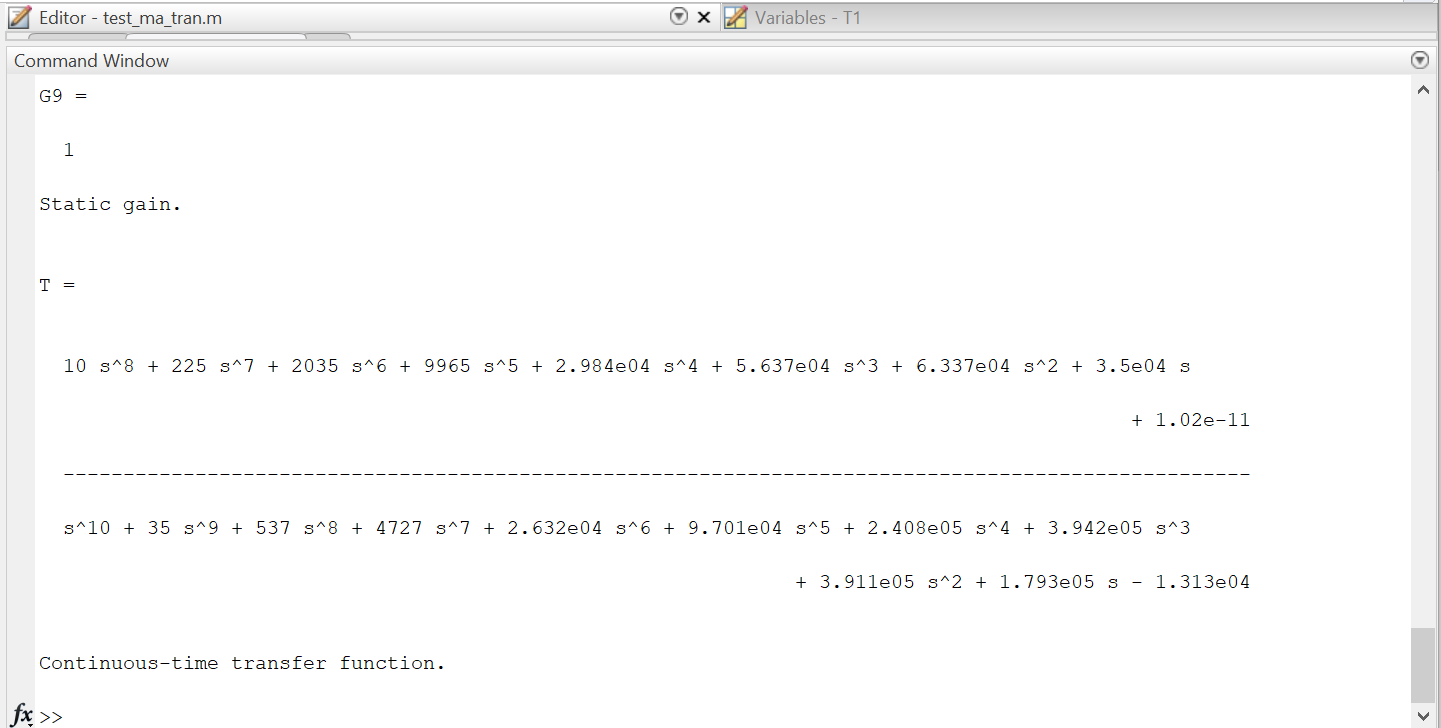 Editor - test_ma_tran.m
Variables - T1
Command Window
G9 =
1
Static gain.
T =
10 s^8 + 225 s^7 + 2035 s^6 + 9965 s^5 + 2.984e04 s^4 + 5.637e04 s^3 + 6.337e04 s^2 + 3.5e04 s
+ 1.02e-11
---------------------------------------------------------------------------------------------------
s^10 + 35 s^9 + 537 s^8 + 4727 s^7 + 2.632e04 s^6 + 9.701e04 s^5 + 2.408e05 s^4 + 3.942e05 s^3
+ 3.911e05 s^2 + 1.793e05 s - 1.313e04
Continuous-time transfer function.
fx >>